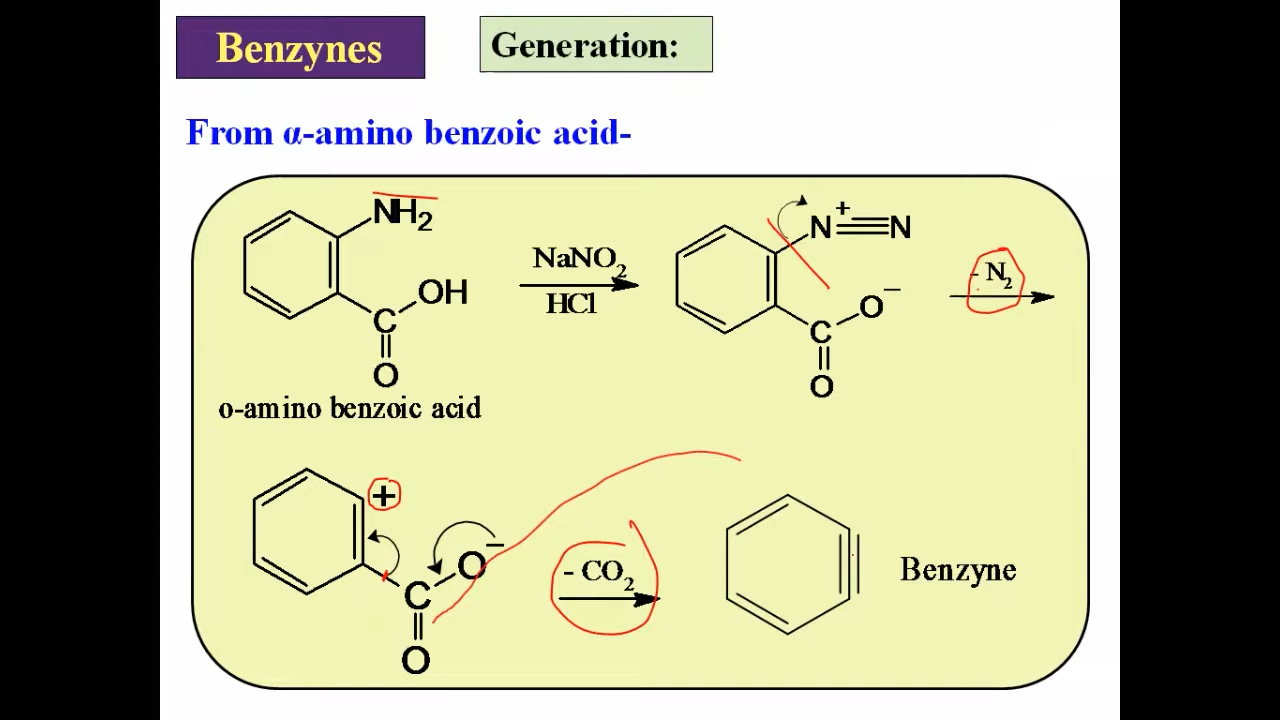 Benzynes
Generation:
From α-amino benzoic acid-
NH2
OH
C
O
o-amino benzoic acid
NaNO2
HCl
N+≡N
O−
C
O
- N2
+
O−
C
O
- CO2
Benzyne